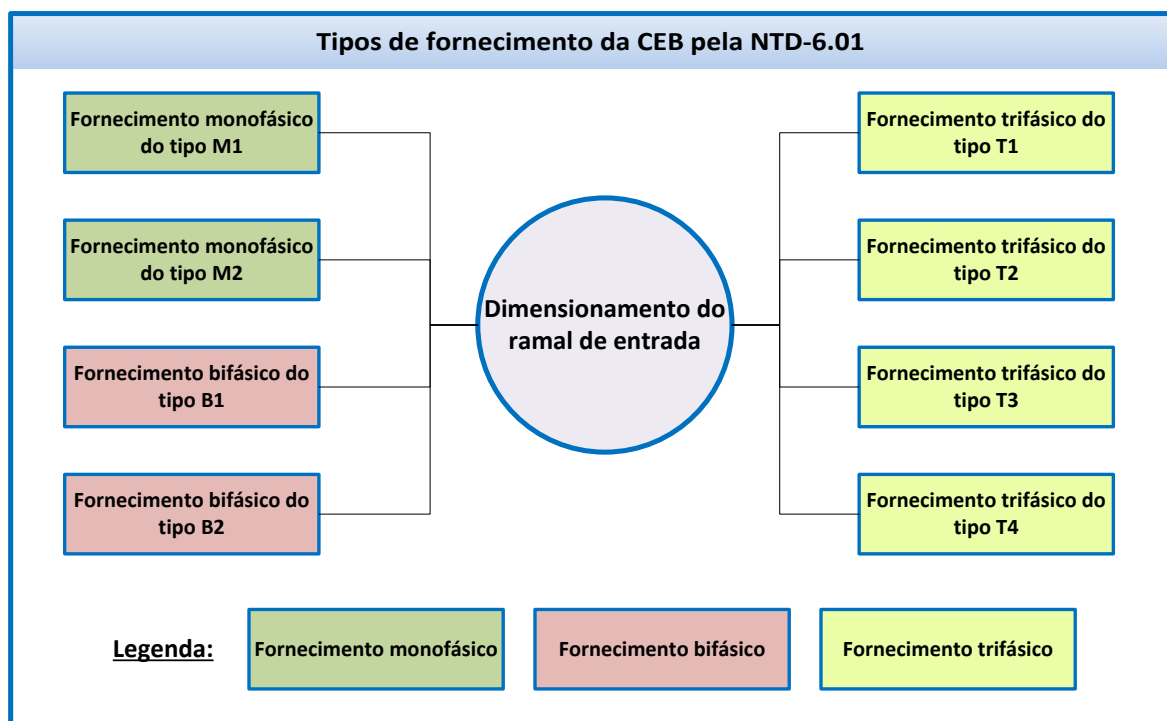 Tipos de fornecimento da CEB pela NTD-6.01
Fornecimento monofásico
do tipo M1
Fornecimento monofásico
do tipo M2
Fornecimento bifásico do
tipo B1
Fornecimento bifásico do
tipo B2
Dimensionamento do
ramal de entrada
Fornecimento trifásico do
tipo T1
Fornecimento trifásico do
tipo T2
Fornecimento trifásico do
tipo T3
Fornecimento trifásico do
tipo T4
Legenda:
Fornecimento monofásico
Fornecimento bifásico
Fornecimento trifásico